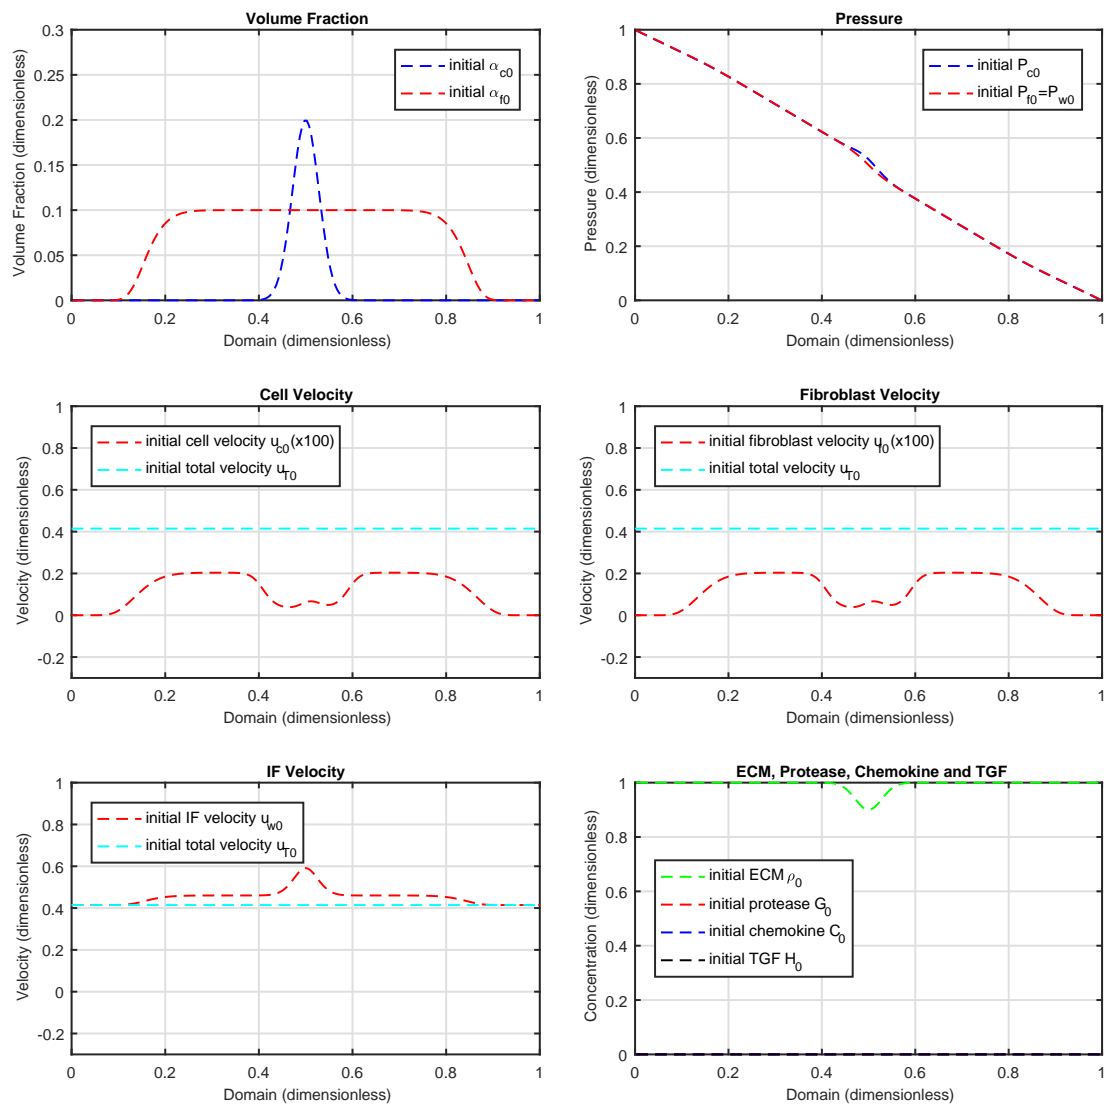 Volume Fraction
Volume Fraction (dimensionless)
0.3
0.25
0.2
0.15
0.1
0.05
0
initial α_c0
initial α_f0
0 0.2 0.4 0.6 0.8 1
Domain (dimensionless)
Pressure
Pressure (dimensionless)
1
0.8
0.6
0.4
0.2
0
initial P_c0
initial P_f0=P_w0
0 0.2 0.4 0.6 0.8 1
Domain (dimensionless)
Cell Velocity
Velocity (dimensionless)
1
0.8
0.6
0.4
0.2
0
-0.2
initial cell velocity u_c0(x100)
initial total velocity u_T0
0 0.2 0.4 0.6 0.8 1
Domain (dimensionless)
Fibroblast Velocity
Velocity (dimensionless)
1
0.8
0.6
0.4
0.2
0
-0.2
initial fibroblast velocity u_f0(x100)
initial total velocity u_T0
0 0.2 0.4 0.6 0.8 1
Domain (dimensionless)
IF Velocity
Velocity (dimensionless)
1
0.8
0.6
0.4
0.2
0
-0.2
initial IF velocity u_w0
initial total velocity u_T0
0 0.2 0.4 0.6 0.8 1
Domain (dimensionless)
ECM, Protease, Chemokine and TGF
Concentration (dimensionless)
1
0.8
0.6
0.4
0.2
0
initial ECM ρ_0
initial protease G_0
initial chemokine C_0
initial TGF H_0
0 0.2 0.4 0.6 0.8 1
Domain (dimensionless)